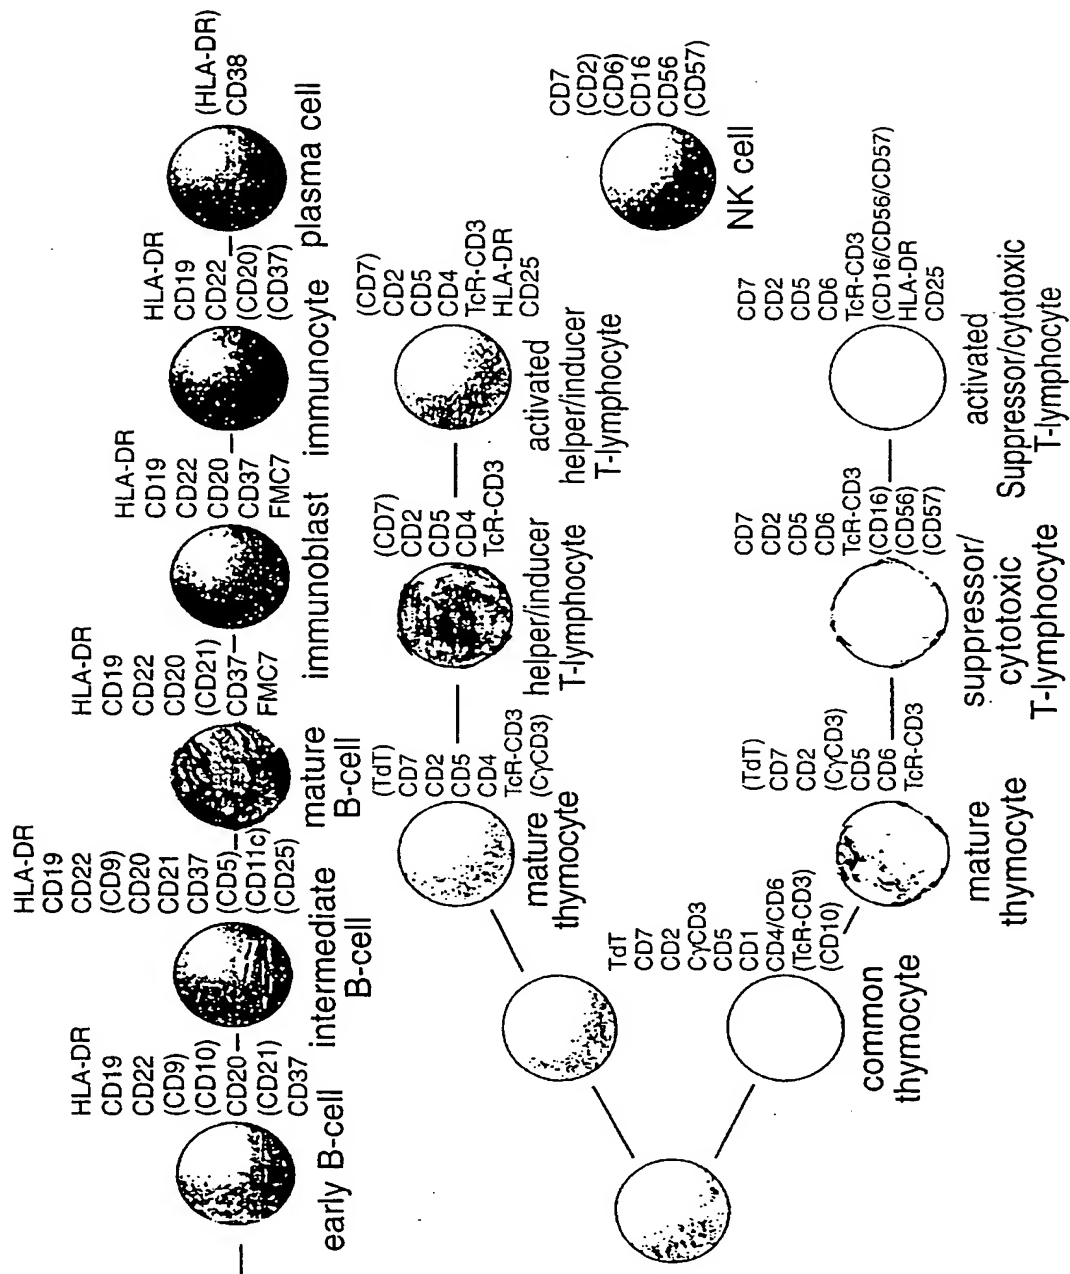 HLA-DR
CD19
CD22
(CD9)
(CD10)
CD20
(CD21)
CD37
early B-cell
HLA-DR
CD19
CD22
(CD9)
CD20
CD21
CD37
(CD5)
(CD11c)
(CD25)
intermediate
B-cell
HLA-DR
CD19
CD22
CD20
(CD21)
CD37
FMC7
mature
B-cell
HLA-DR
CD19
CD22
CD20
CD37
FMC7
immunoblast
HLA-DR
CD19
CD22
(CD20)
(CD37)
immunocyte
(HLA-DR)
CD38
plasma cell
TdT
CD7
CD2
CγCD3
CD5
CD1
CD4/CD6
(TcR-CD3)
(CD10)
common
thymocyte
(TdT)
CD7
CD2
CD5
CD4
TcR-CD3
(CγCD3)
mature
thymocyte
(CD7)
CD2
CD5
CD4
TcR-CD3
helper/inducer
T-lymphocyte
(CD7)
CD2
CD5
CD4
TcR-CD3
HLA-DR
CD25
activated
helper/inducer
T-lymphocyte
(TdT)
CD7
CD2
(CγCD3)
CD5
CD6
TcR-CD3
mature
thymocyte
CD7
CD2
CD5
CD6
TcR-CD3
(CD16)
(CD56)
(CD57)
suppressor/
cytotoxic
T-lymphocyte
CD7
CD2
CD5
CD6
TcR-CD3
(CD16/CD56/CD57)
HLA-DR
CD25
activated
Suppressor/cytotoxic
T-lymphocyte
CD7
(CD2)
(CD6)
CD16
CD56
(CD57)
NK cell